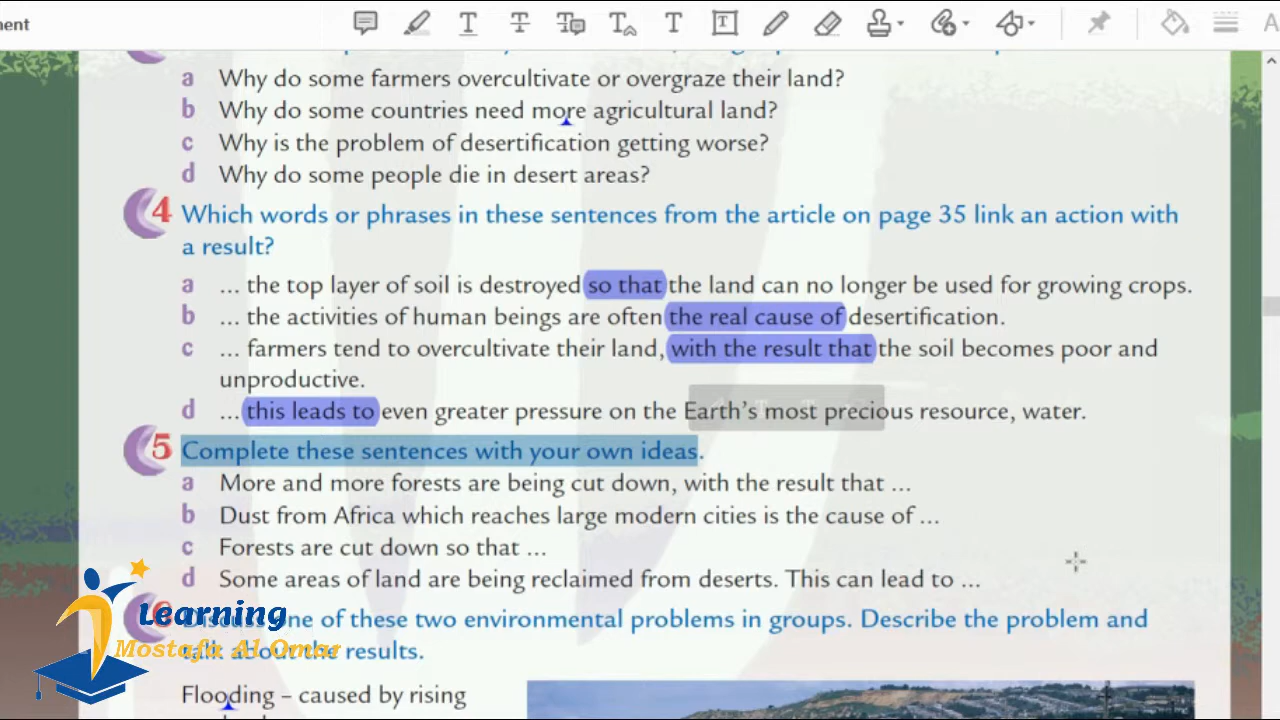 ment
a Why do some farmers overcultivate or overgraze their land?
b Why do some countries need more agricultural land?
c Why is the problem of desertification getting worse?
d Why do some people die in desert areas?
4 Which words or phrases in these sentences from the article on page 35 link an action with
a result?
a … the top layer of soil is destroyed so that the land can no longer be used for growing crops.
b … the activities of human beings are often the real cause of desertification.
c … farmers tend to overcultivate their land, with the result that the soil becomes poor and
unproductive.
d … this leads to even greater pressure on the Earth's most precious resource, water.
5 Complete these sentences with your own ideas.
a More and more forests are being cut down, with the result that …
b Dust from Africa which reaches large modern cities is the cause of …
c Forests are cut down so that …
d Some areas of land are being reclaimed from deserts. This can lead to …
6 one of these two environmental problems in groups. Describe the problem and
talk about the results.
Learning
Mostafa Al Omar
Flooding – caused by rising